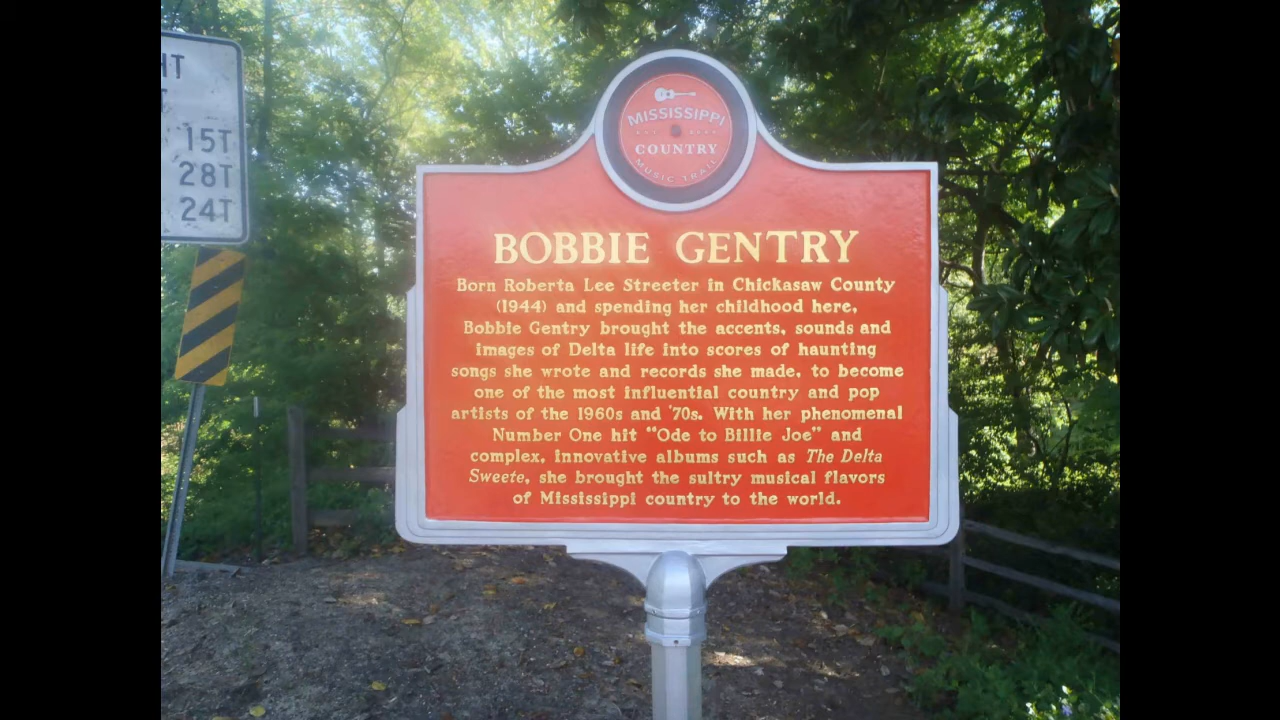 HT
T
15T
28T
24T
MISSISSIPPI
COUNTRY
MUSIC TRAIL
BOBBIE GENTRY
Born Roberta Lee Streeter in Chickasaw County
(1944) and spending her childhood here,
Bobbie Gentry brought the accents, sounds and
images of Delta life into scores of haunting
songs she wrote and records she made, to become
one of the most influential country and pop
artists of the 1960s and '70s. With her phenomenal
Number One hit “Ode to Billie Joe” and
complex, innovative albums such as The Delta
Sweete, she brought the sultry musical flavors
of Mississippi country to the world.